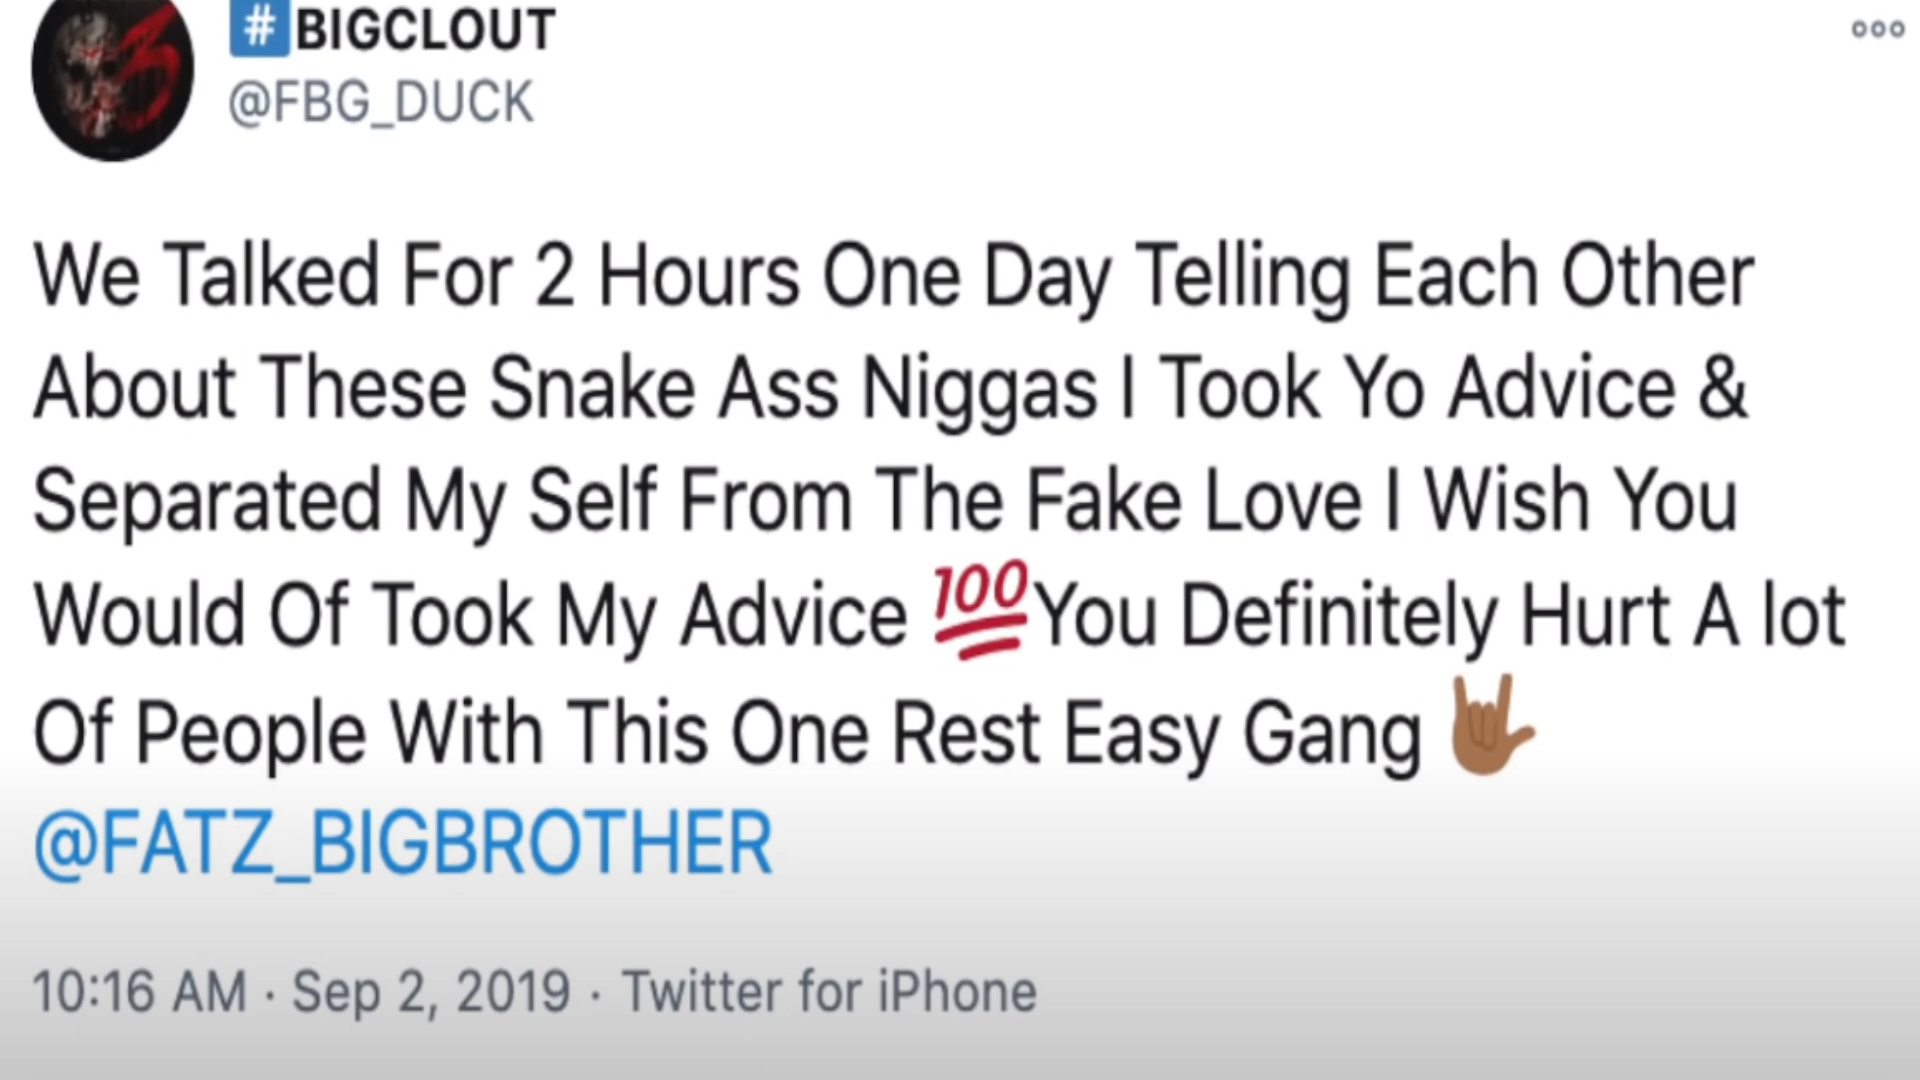 #BIGCLOUT
@FBG_DUCK
We Talked For 2 Hours One Day Telling Each Other
About These Snake Ass Niggas I Took Yo Advice &
Separated My Self From The Fake Love I Wish You
Would Of Took My Advice 💯You Definitely Hurt A lot
Of People With This One Rest Easy Gang 🤟🏾
@FATZ_BIGBROTHER
10:16 AM · Sep 2, 2019 · Twitter for iPhone